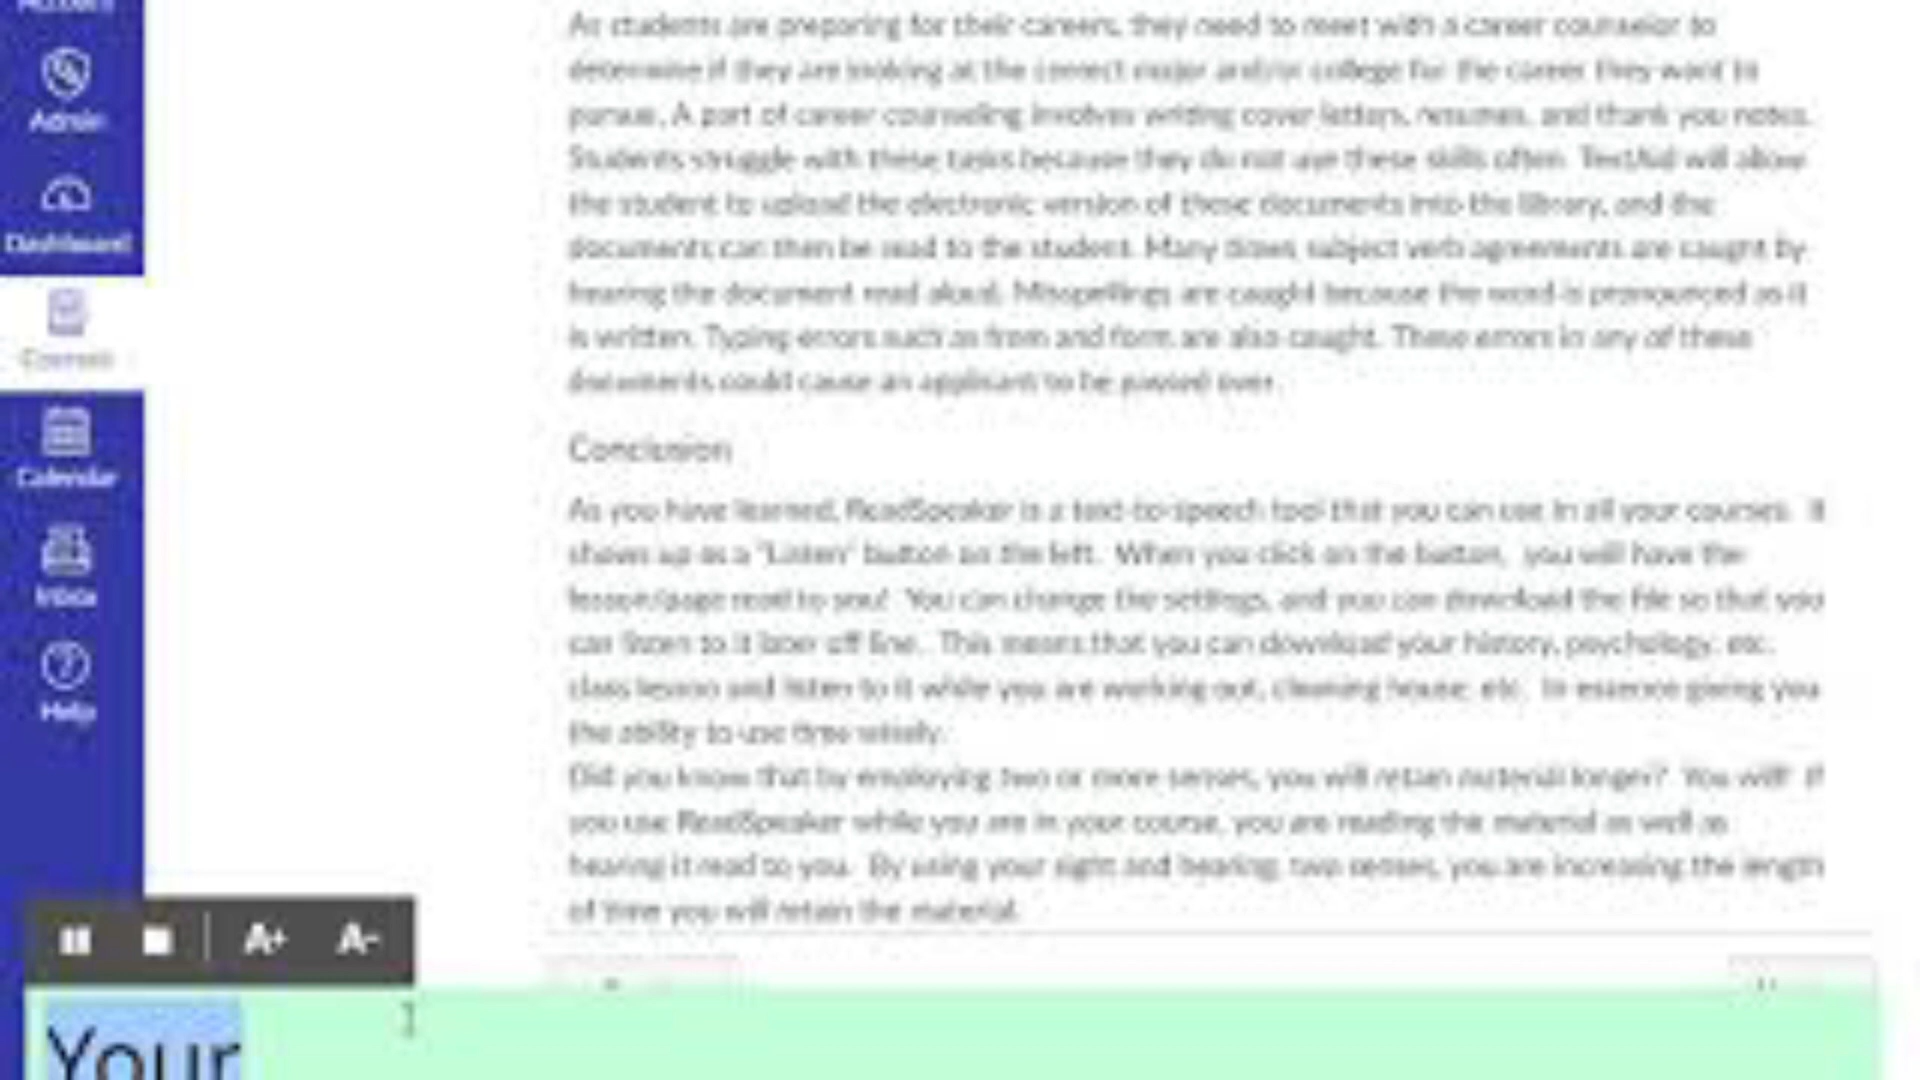 Account
Admin
Dashboard
Courses
Calendar
Inbox
Help
As students are preparing for their careers, they need to meet with a career counselor to
determine if they are looking at the correct major and/or college for the career they want to
pursue. A part of career counseling involves writing cover letters, resumes, and thank you notes.
Students struggle with these tasks because they do not use these skills often. TextAid will allow
the student to upload the electronic version of these documents into the library, and the
documents can then be read to the student. Many times subject verb agreements are caught by
hearing the document read aloud. Misspellings are caught because the word is pronounced as it
is written. Typing errors such as from and form are also caught. These errors in any of these
documents could cause an applicant to be passed over.
Conclusion
As you have learned, ReadSpeaker is a text-to-speech tool that you can use in all your courses. It
shows up as a "Listen" button on the left. When you click on the button, you will have the
lesson/page read to you! You can change the settings, and you can download the file so that you
can listen to it later off line. This means that you can download your history, psychology, etc.
class lesson and listen to it while you are working out, cleaning house, etc. In essence giving you
the ability to use time wisely.
Did you know that by employing two or more senses, you will retain material longer? You will! If
you use ReadSpeaker while you are in your course, you are reading the material as well as
hearing it read to you. By using your sight and hearing, two senses, you are increasing the length
of time you will retain the material.
A+ A-
Your